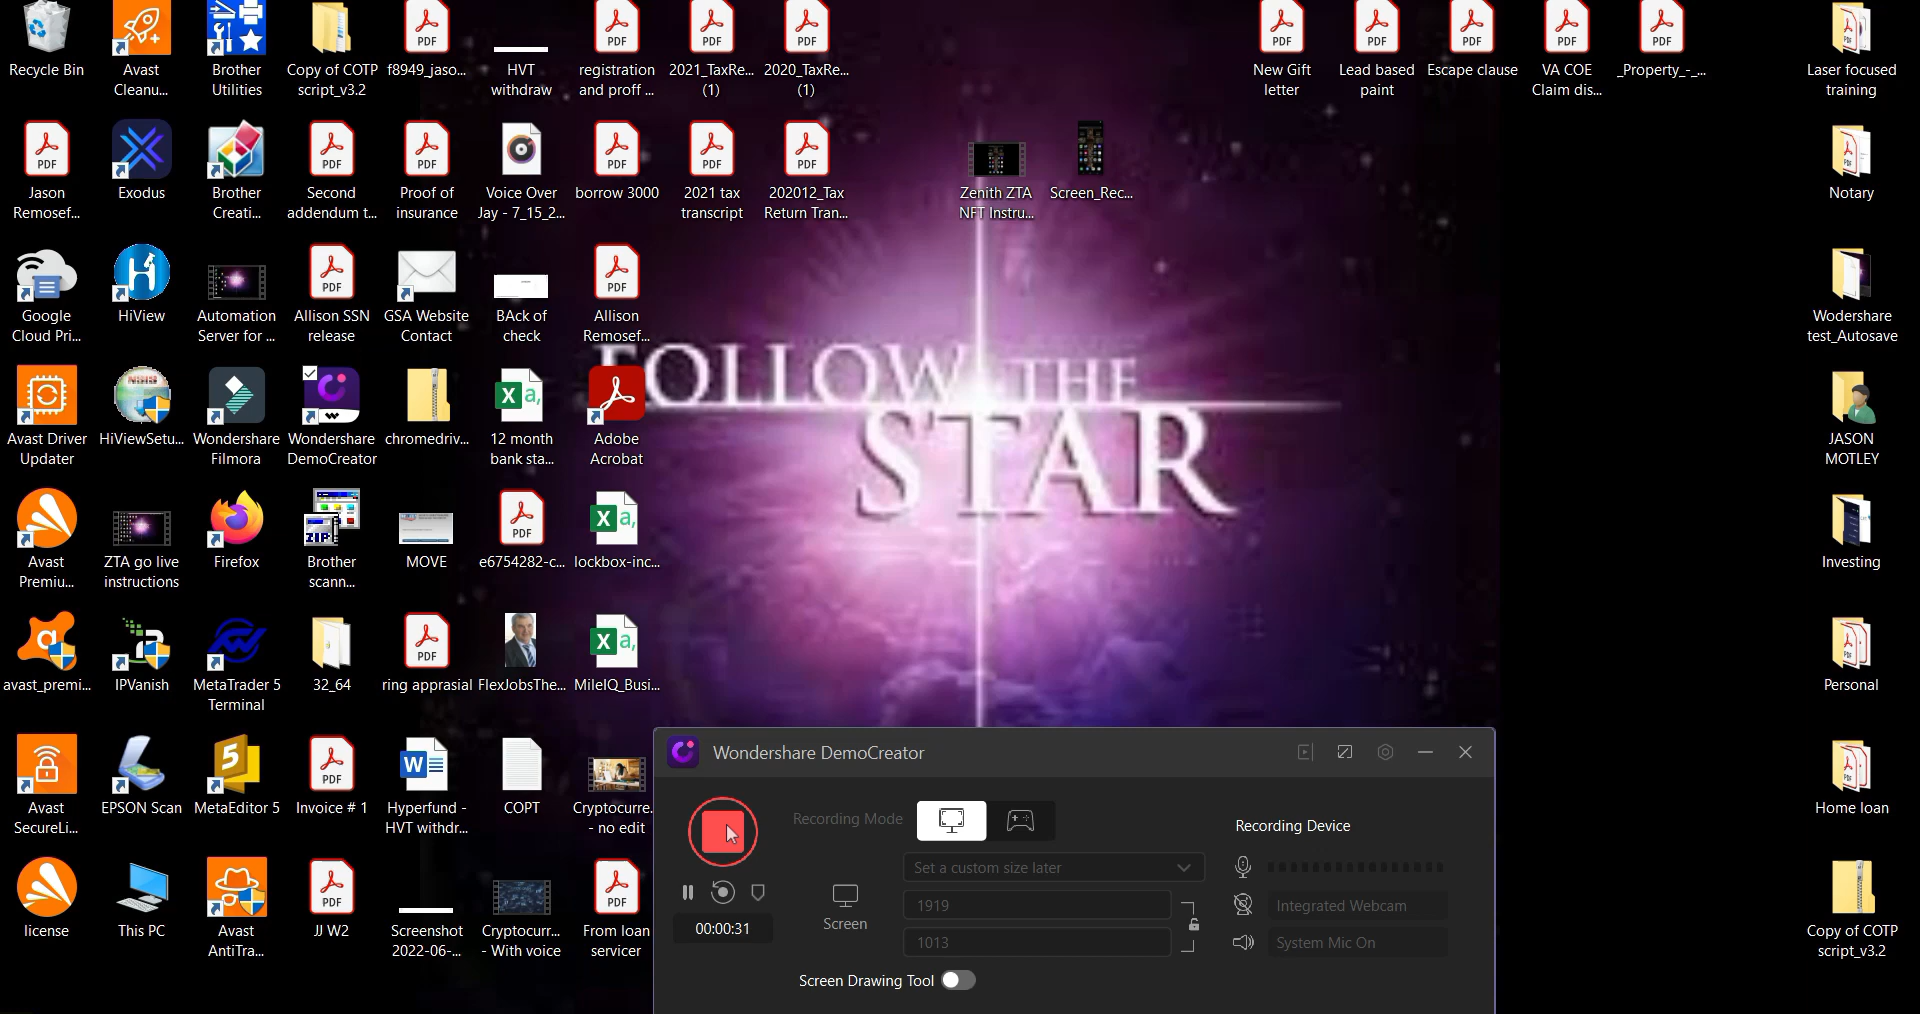 Recycle Bin
Avast
Cleanu...
Brother
Utilities
Copy of COTP
script_v3.2
f8949_jaso...
HVT
withdraw
registration
and proff ...
2021_TaxRe...
(1)
2020_TaxRe...
(1)
New Gift
letter
Lead based
paint
Escape clause
VA COE
Claim dis...
_Property_-_...
Laser focused
training
Jason
Remosef...
Exodus
Brother
Creati...
Second
addendum t...
Proof of
insurance
Voice Over
Jay - 7_15_2...
borrow 3000
2021 tax
transcript
202012_Tax
Return Tran...
Zenith ZTA
NFT Instru...
Screen_Rec...
Notary
Google
Cloud Pri...
HiView
Automation
Server for ...
Allison SSN
release
GSA Website
Contact
BAck of
check
Allison
Remosef...
Wodershare
test_Autosave
FOLLOW THE
STAR
Avast Driver
Updater
HiViewSetu...
Wondershare
Filmora
Wondershare
DemoCreator
chromedriv...
12 month
bank sta...
Adobe
Acrobat
JASON
MOTLEY
Avast
Premiu...
ZTA go live
instructions
Firefox
Brother
scann...
MOVE
e6754282-c...
lockbox-inc...
Investing
avast_premi...
IPVanish
MetaTrader 5
Terminal
32_64
ring apprasial
FlexJobsThe...
MileIQ_Busi...
Personal
Avast
SecureLi...
EPSON Scan
MetaEditor 5
Invoice # 1
Hyperfund -
HVT withdr...
COPT
Cryptocurre...
- no edit
Home loan
license
This PC
Avast
AntiTra...
JJ W2
Screenshot
2022-06-...
Cryptocurr...
- With voice
From loan
servicer
Copy of COTP
script_v3.2
Wondershare DemoCreator
Recording Mode
Recording Device
Set a custom size later
Screen
1919
1013
Integrated Webcam
System Mic On
00:00:31
Screen Drawing Tool